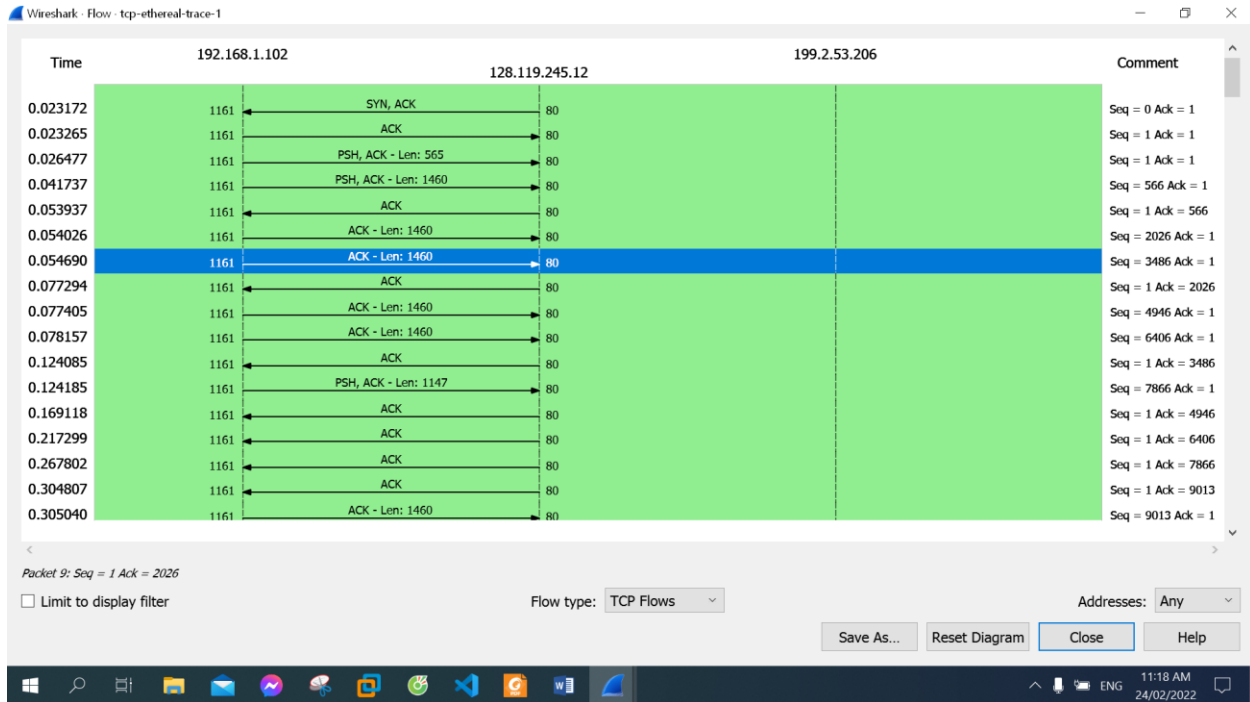 Wireshark · Flow · tcp-ethereal-trace-1
Time 192.168.1.102 128.119.245.12 199.2.53.206 Comment
0.023172 1161 SYN, ACK 80 Seq = 0 Ack = 1
0.023265 1161 ACK 80 Seq = 1 Ack = 1
0.026477 1161 PSH, ACK - Len: 565 80 Seq = 1 Ack = 1
0.041737 1161 PSH, ACK - Len: 1460 80 Seq = 566 Ack = 1
0.053937 1161 ACK 80 Seq = 1 Ack = 566
0.054026 1161 ACK - Len: 1460 80 Seq = 2026 Ack = 1
0.054690 1161 ACK - Len: 1460 80 Seq = 3486 Ack = 1
0.077294 1161 ACK 80 Seq = 1 Ack = 2026
0.077405 1161 ACK - Len: 1460 80 Seq = 4946 Ack = 1
0.078157 1161 ACK - Len: 1460 80 Seq = 6406 Ack = 1
0.124085 1161 ACK 80 Seq = 1 Ack = 3486
0.124185 1161 PSH, ACK - Len: 1147 80 Seq = 7866 Ack = 1
0.169118 1161 ACK 80 Seq = 1 Ack = 4946
0.217299 1161 ACK 80 Seq = 1 Ack = 6406
0.267802 1161 ACK 80 Seq = 1 Ack = 7866
0.304807 1161 ACK 80 Seq = 1 Ack = 9013
0.305040 1161 ACK - Len: 1460 80 Seq = 9013 Ack = 1
Packet 9: Seq = 1 Ack = 2026
Limit to display filter Flow type: TCP Flows Addresses: Any
Save As... Reset Diagram Close Help
ENG 11:18 AM
24/02/2022